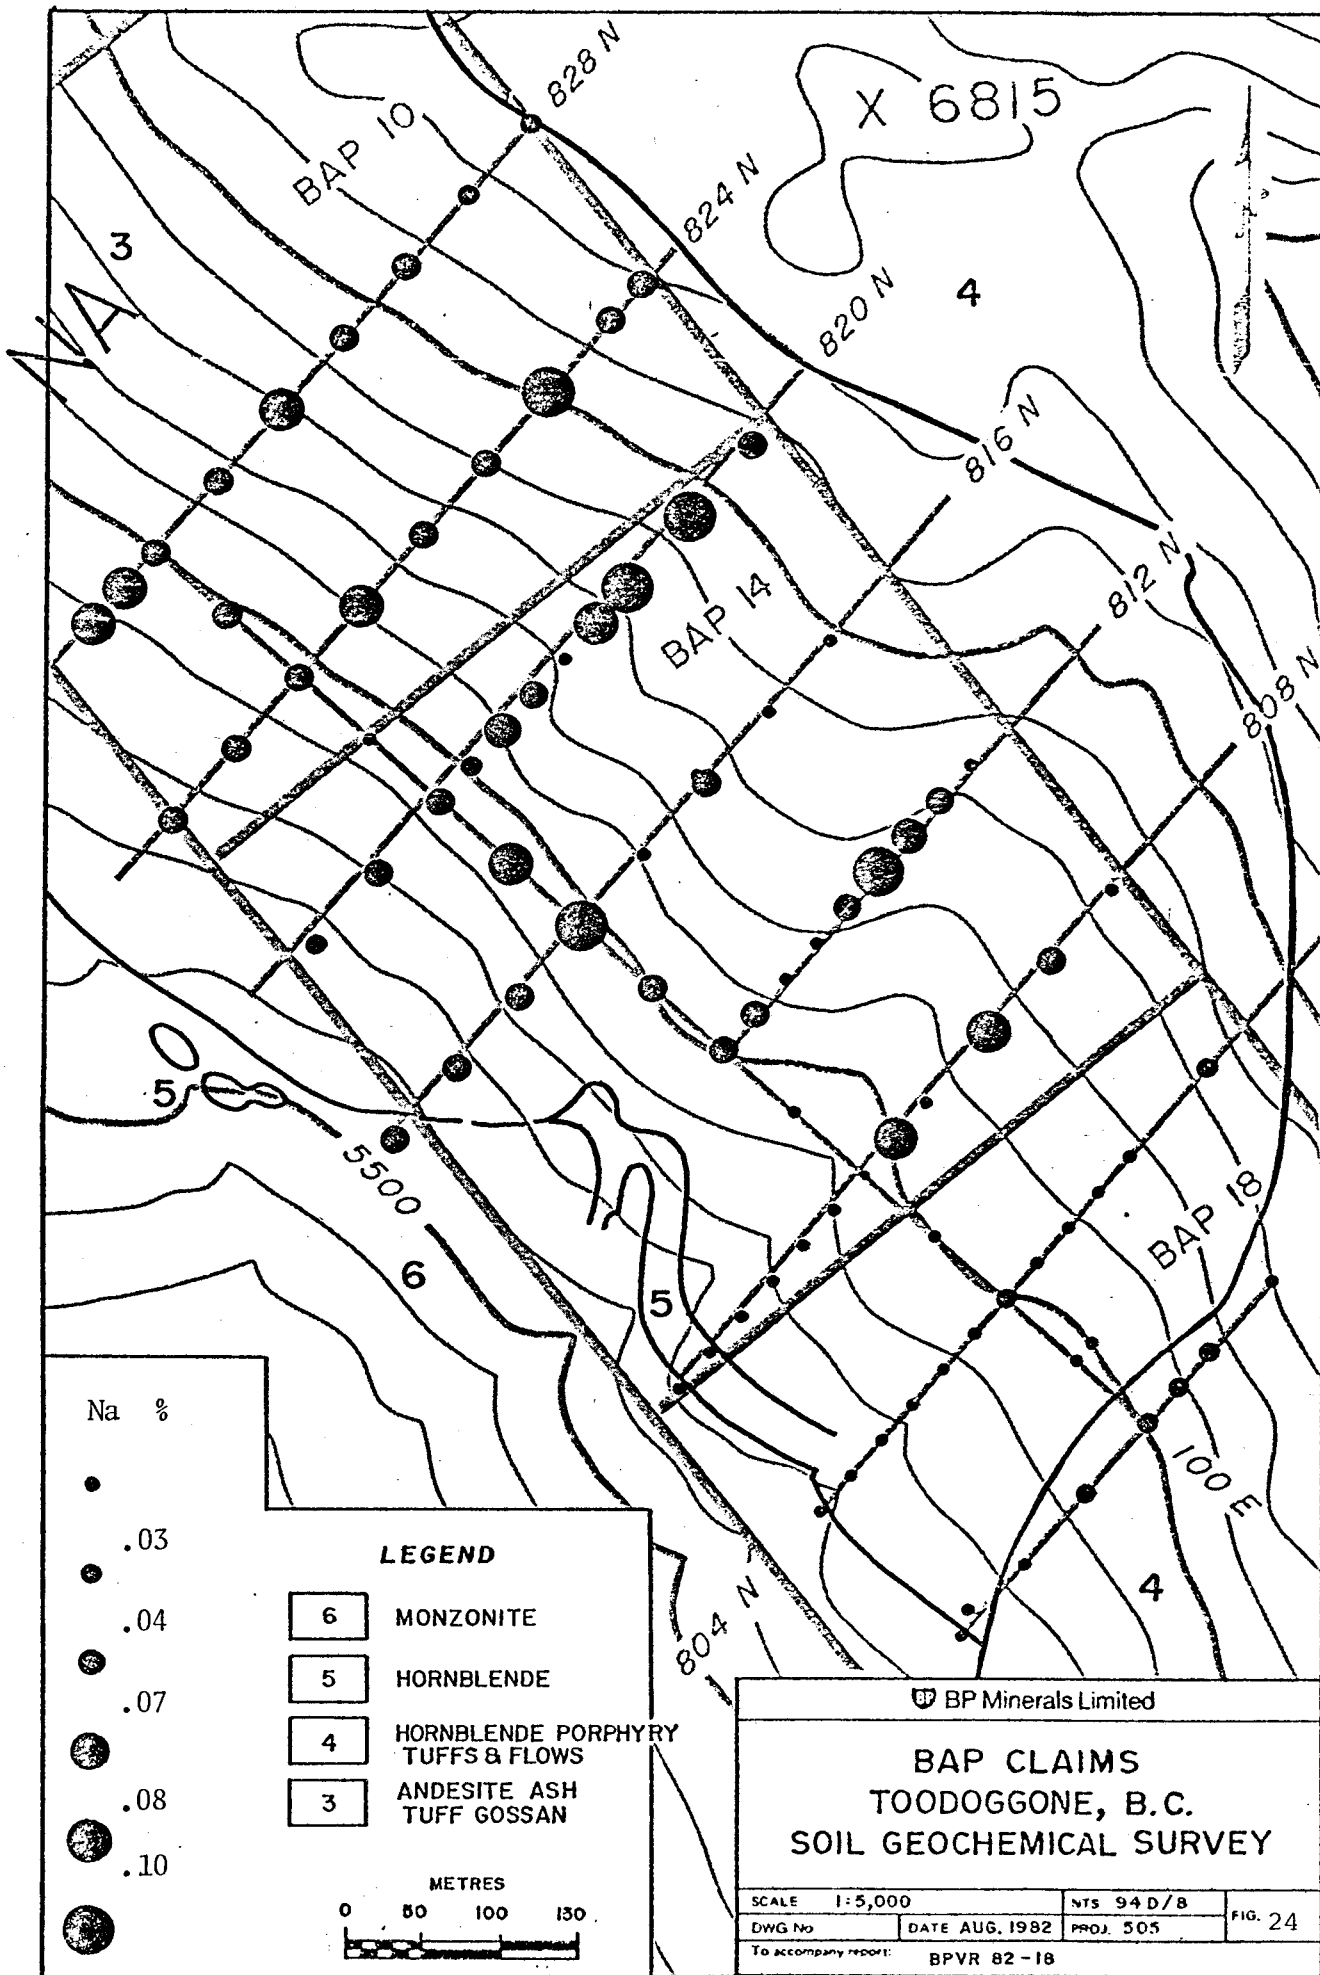 828 N
X 6815
BAP 10
824 N
3
NA
820 N
4
816 N
812 N
BAP 14
808 N
5
5500
BAP 18
6
5
100 E
4
804 N
Na %
.03
.04
.07
.08
.10
LEGEND
6 MONZONITE
5 HORNBLENDE
4 HORNBLENDE PORPHYRY
TUFFS & FLOWS
3 ANDESITE ASH
TUFF GOSSAN
METRES
0 50 100 150
BP BP Minerals Limited
BAP CLAIMS
TOODOGGONE, B.C.
SOIL GEOCHEMICAL SURVEY
SCALE 1:5,000 NTS 94 D/8 FIG. 24
DWG No DATE AUG. 1982 PROJ. 505
To accompany report: BPVR 82-18